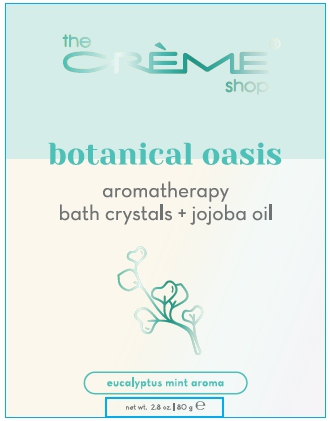 the
CRÈME
shop
botanical oasis
aromatherapy
bath crystals + jojoba oil
eucalyptus mint aroma
net wt. 2.8 oz. | 80 g ℮